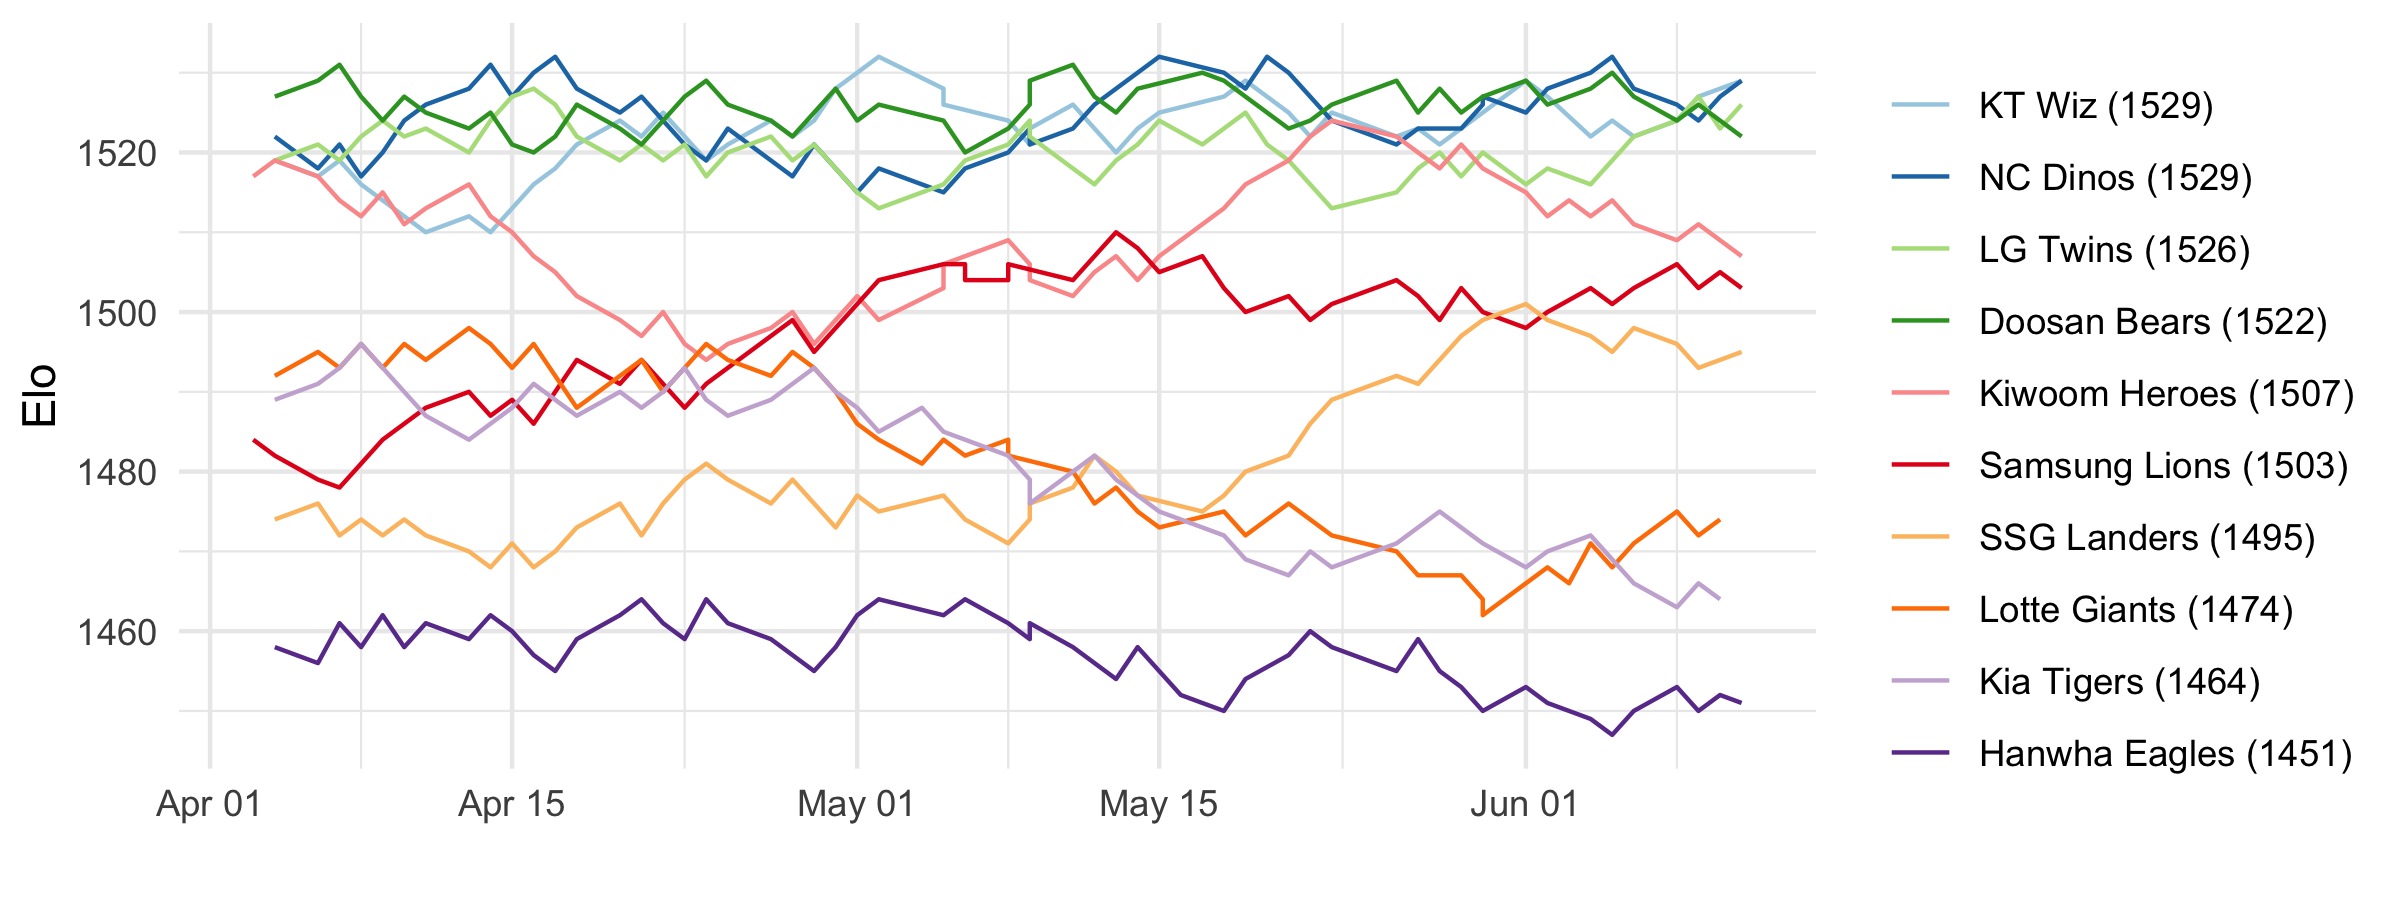 Elo
1520
1500
1480
1460
Apr 01
Apr 15
May 01
May 15
Jun 01
KT Wiz (1529)
NC Dinos (1529)
LG Twins (1526)
Doosan Bears (1522)
Kiwoom Heroes (1507)
Samsung Lions (1503)
SSG Landers (1495)
Lotte Giants (1474)
Kia Tigers (1464)
Hanwha Eagles (1451)